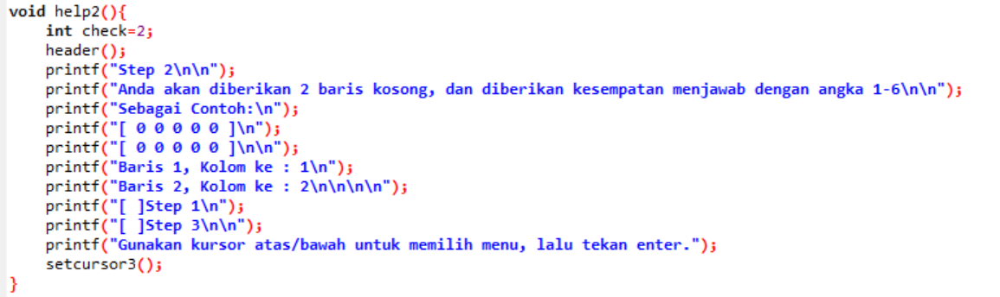 void help2(){
    int check=2;
    header();
    printf("Step 2\n\n");
    printf("Anda akan diberikan 2 baris kosong, dan diberikan kesempatan menjawab dengan angka 1-6\n\n");
    printf("Sebagai Contoh:\n");
    printf("[ 0 0 0 0 0 ]\n");
    printf("[ 0 0 0 0 0 ]\n\n");
    printf("Baris 1, Kolom ke : 1\n");
    printf("Baris 2, Kolom ke : 2\n\n\n\n");
    printf("[ ]Step 1\n");
    printf("[ ]Step 3\n\n");
    printf("Gunakan kursor atas/bawah untuk memilih menu, lalu tekan enter.");
    setcursor3();
}